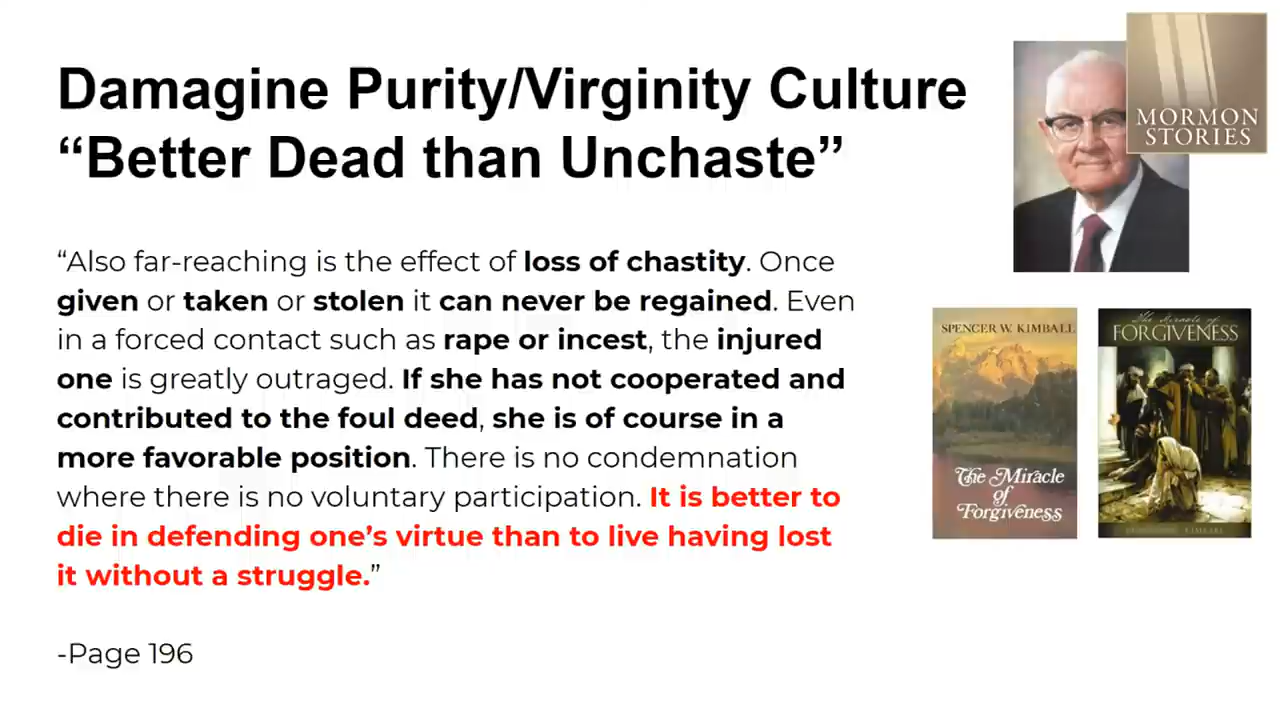 Damagine Purity/Virginity Culture
“Better Dead than Unchaste”
MORMON
STORIES
“Also far-reaching is the effect of loss of chastity. Once
given or taken or stolen it can never be regained. Even
in a forced contact such as rape or incest, the injured
one is greatly outraged. If she has not cooperated and
contributed to the foul deed, she is of course in a
more favorable position. There is no condemnation
where there is no voluntary participation. It is better to
die in defending one’s virtue than to live having lost
it without a struggle.”
-Page 196
SPENCER W. KIMBALL
The Miracle
of
Forgiveness
The Miracle of
FORGIVENESS